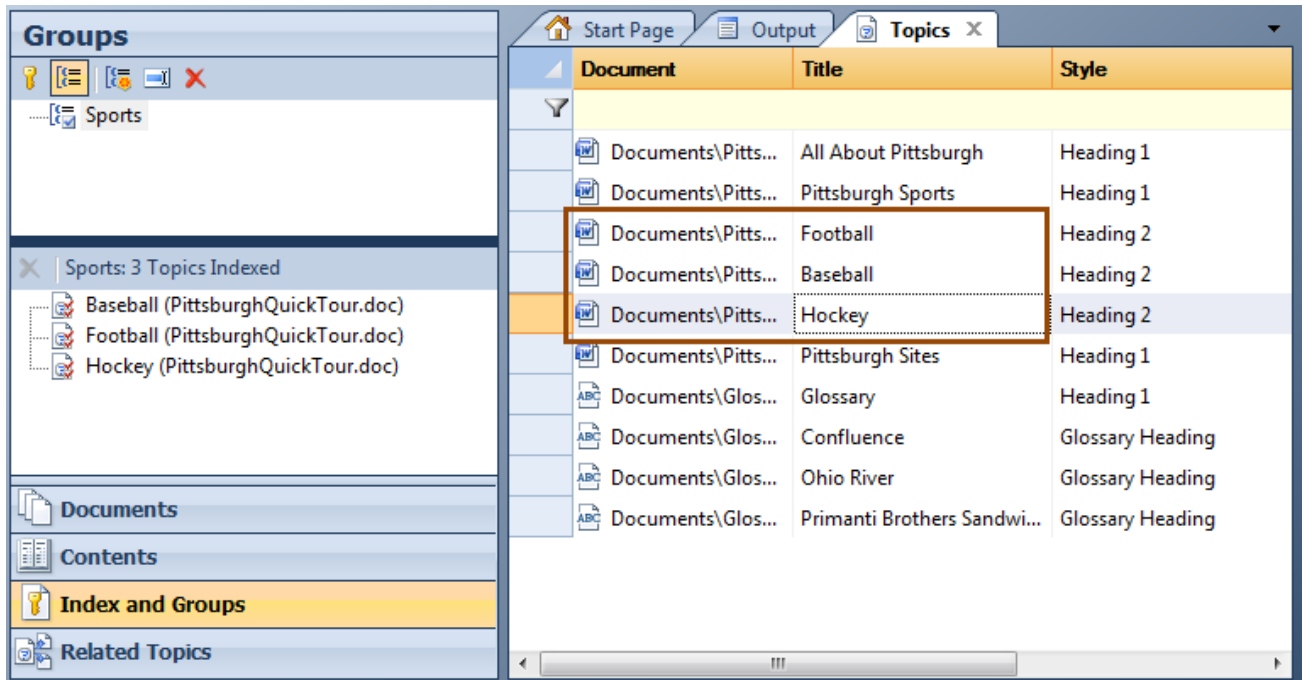 Groups
Sports
Sports: 3 Topics Indexed
Baseball (PittsburghQuickTour.doc)
Football (PittsburghQuickTour.doc)
Hockey (PittsburghQuickTour.doc)
Documents
Contents
Index and Groups
Related Topics
Start Page Output Topics
Document Title Style
Documents\Pitts... All About Pittsburgh Heading 1
Documents\Pitts... Pittsburgh Sports Heading 1
Documents\Pitts... Football Heading 2
Documents\Pitts... Baseball Heading 2
Documents\Pitts... Hockey Heading 2
Documents\Pitts... Pittsburgh Sites Heading 1
ABC Documents\Glos... Glossary Heading 1
ABC Documents\Glos... Confluence Glossary Heading
ABC Documents\Glos... Ohio River Glossary Heading
ABC Documents\Glos... Primanti Brothers Sandwi... Glossary Heading